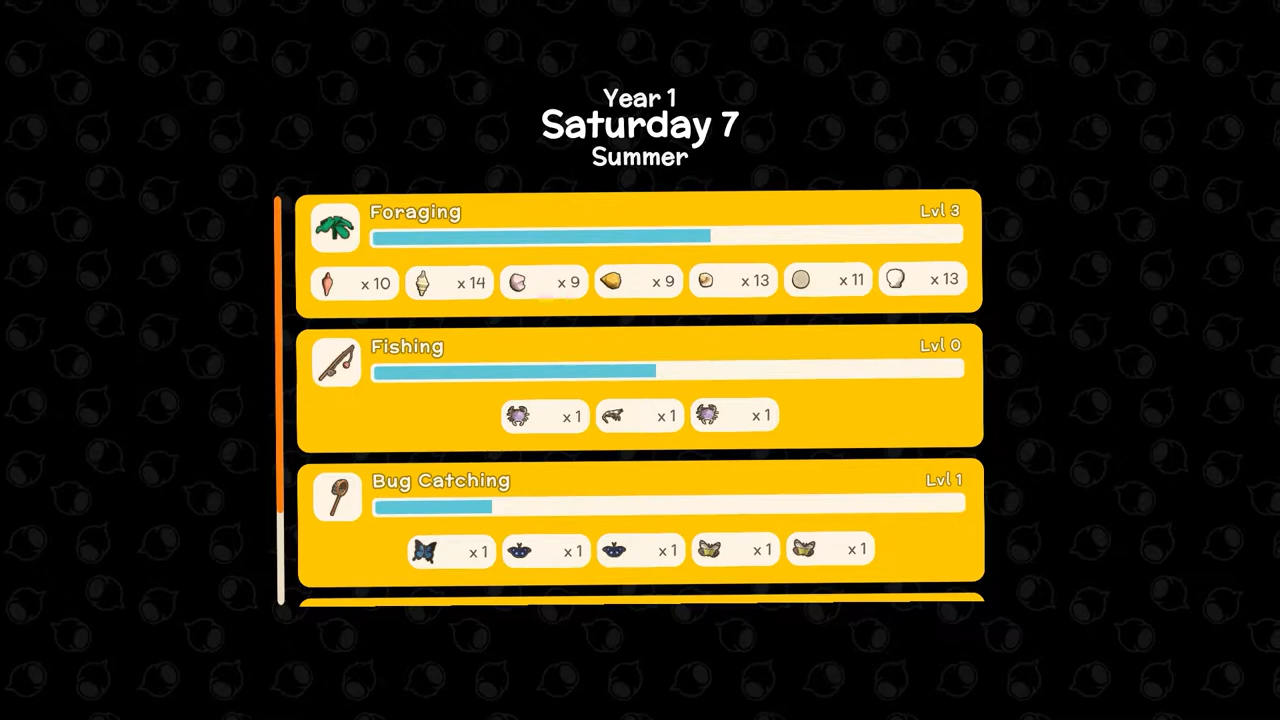 Year 1
Saturday 7
Summer
Foraging Lvl 3
x 10 x 14 x 9 x 9 x 13 x 11 x 13
Fishing Lvl 0
x 1 x 1 x 1
Bug Catching Lvl 1
x 1 x 1 x 1 x 1 x 1